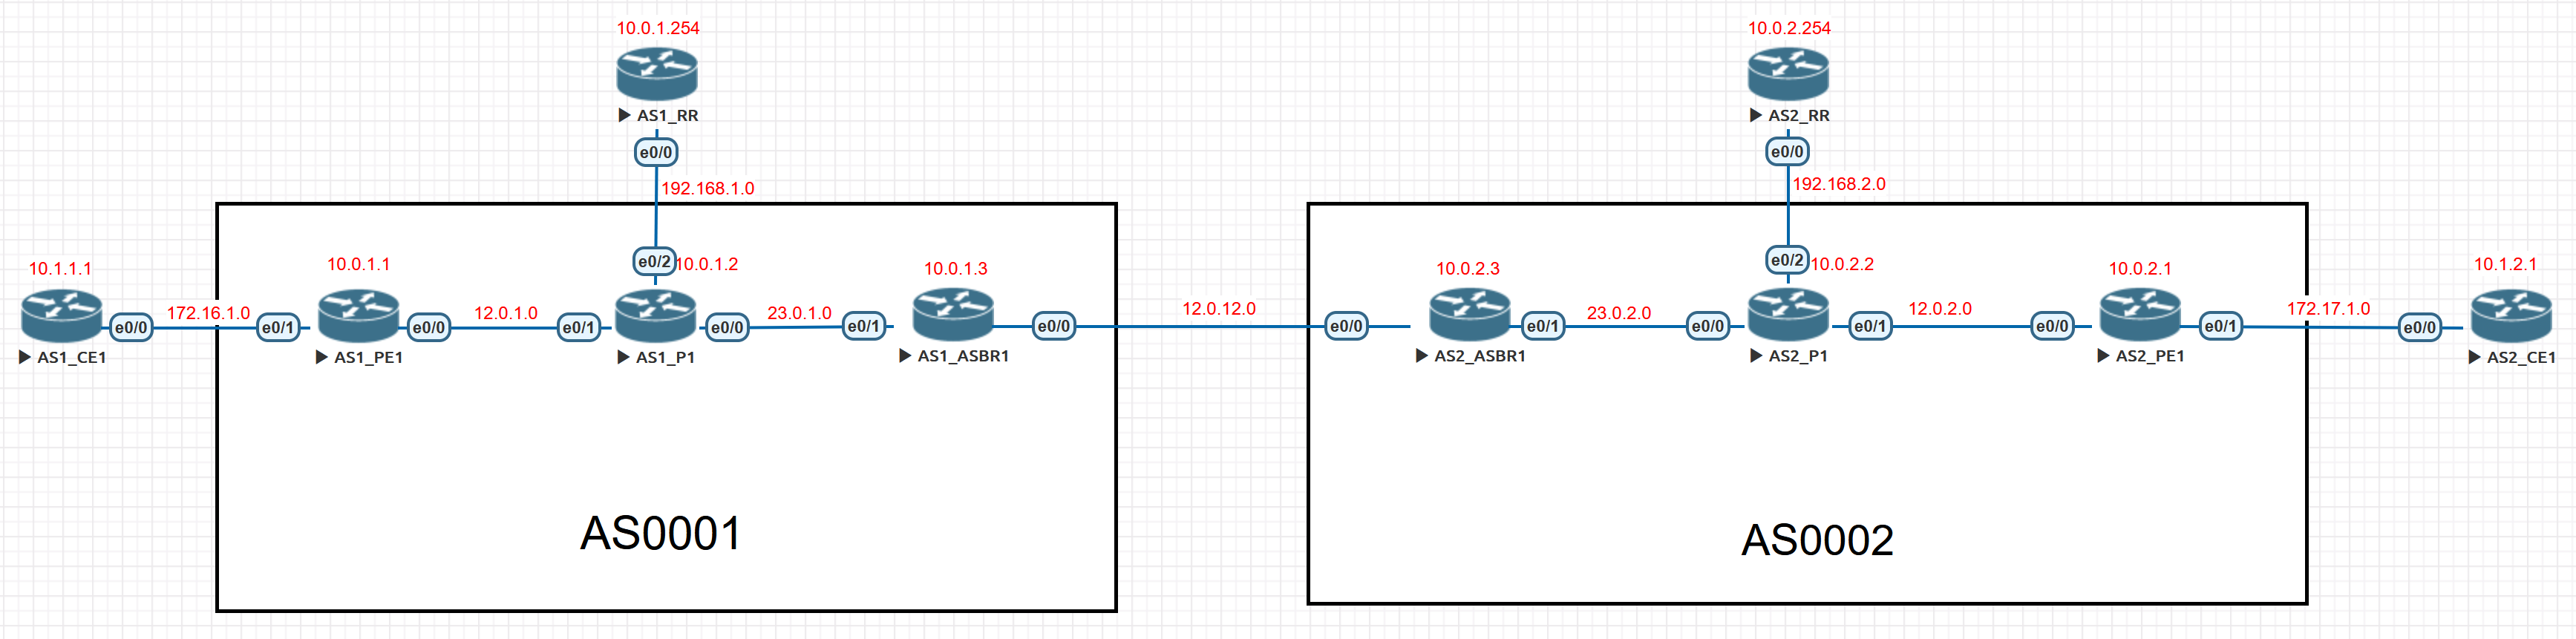 10.0.1.254
10.0.2.254
▶ AS1_RR
▶ AS2_RR
e0/0
e0/0
192.168.1.0
192.168.2.0
e0/2
10.0.1.2
e0/2
10.0.2.2
10.1.1.1
10.0.1.1
10.0.1.3
10.0.2.3
10.0.2.1
10.1.2.1
e0/0
172.16.1.0
e0/1
e0/0
12.0.1.0
e0/1
e0/0
23.0.1.0
e0/1
e0/0
12.0.12.0
e0/0
e0/1
23.0.2.0
e0/0
e0/1
12.0.2.0
e0/0
e0/1
172.17.1.0
e0/0
▶ AS1_CE1
▶ AS1_PE1
▶ AS1_P1
▶ AS1_ASBR1
▶ AS2_ASBR1
▶ AS2_P1
▶ AS2_PE1
▶ AS2_CE1
AS0001
AS0002